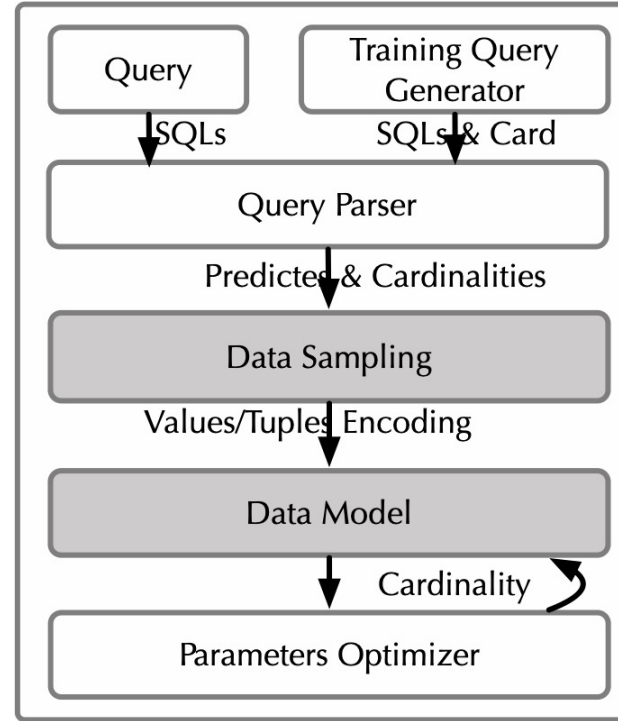 Query
Training Query
Generator
SQLs
SQLs & Card
Query Parser
Predictes & Cardinalities
Data Sampling
Values/Tuples Encoding
Data Model
Cardinality
Parameters Optimizer